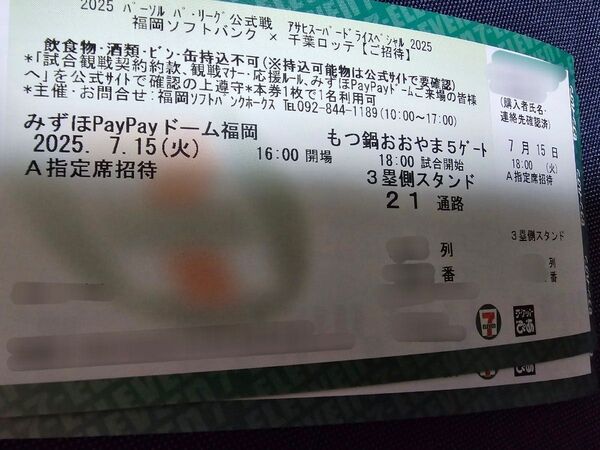 2025 パーソル パ・リーグ公式戦 アサヒスーパードライスペシャル 2025
福岡ソフトバンク × 千葉ロッテ【ご招待】
飲食物・酒類・ビン・缶持込不可(※持込可能物は公式サイトで要確認)
*「試合観戦契約約款、観戦マナー・応援ルール、みずほPayPayドームご来場の皆様
へ」を公式サイトで確認の上遵守*本券1枚で1名利用可
*主催・お問合せ:福岡ソフトバンクホークス ℡092-844-1189(10:00~17:00)
みずほPayPayドーム福岡 もつ鍋おおやま5ゲート
2025. 7.15(火) 16:00 開場 18:00 試合開始
A指定席招待 3塁側スタンド
21 通路
列
番
(購入者氏名・
連絡先確認済)
7月15日
18:00 (火)
A指定席招待
3塁側スタンド
列
番
7
ELEVEN
チケットぴあ